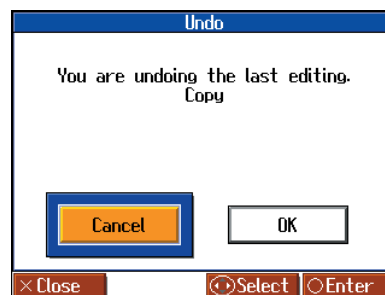 Undo
You are undoing the last editing.
Copy
Cancel OK
×Close Select ○Enter